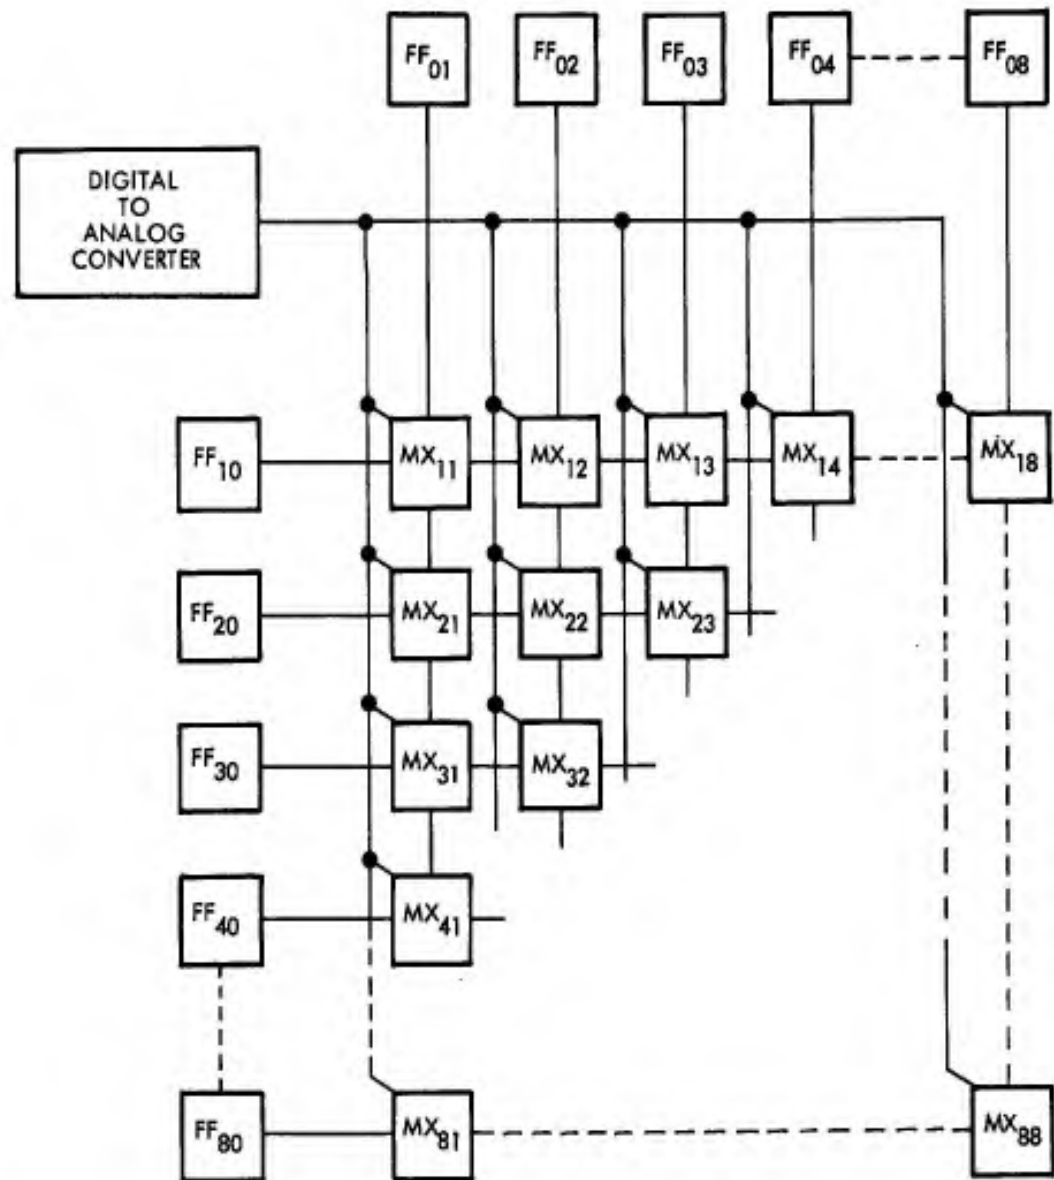 FF01 FF02 FF03 FF04 FF08
DIGITAL
TO
ANALOG
CONVERTER
FF10 MX11 MX12 MX13 MX14 MX18
FF20 MX21 MX22 MX23
FF30 MX31 MX32
FF40 MX41
FF80 MX81 MX88